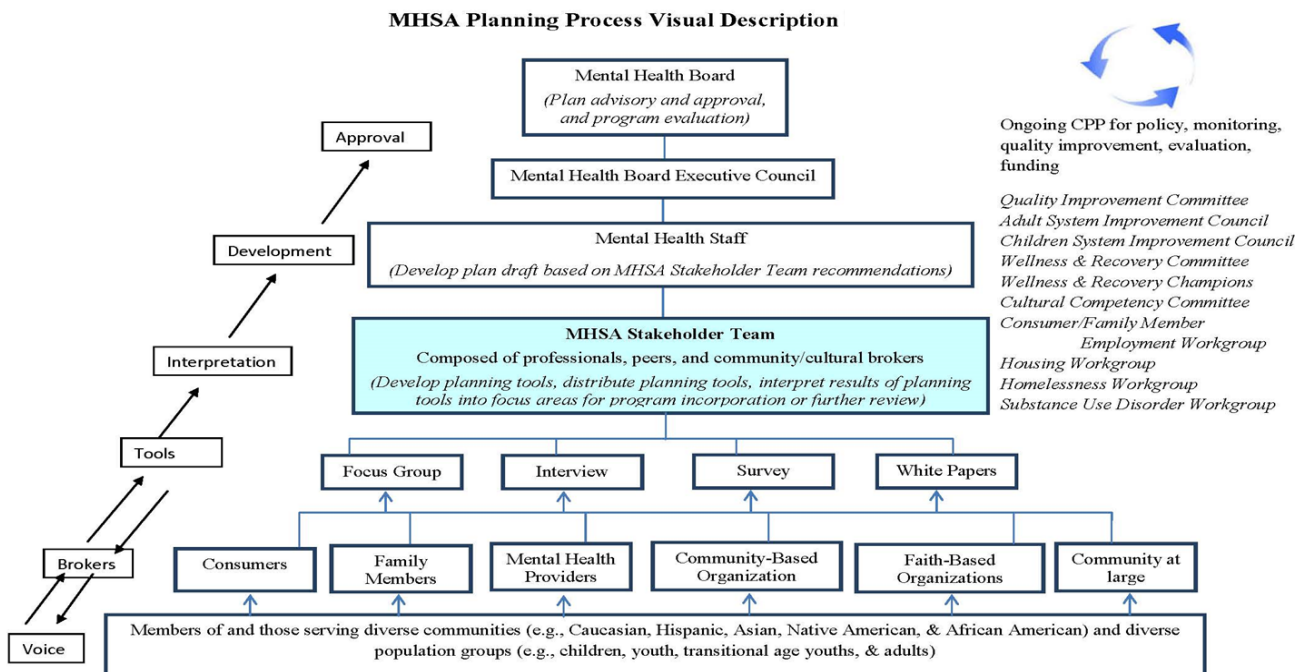 MHSA Planning Process Visual Description
Mental Health Board
(Plan advisory and approval,
and program evaluation)
Mental Health Board Executive Council
Mental Health Staff
(Develop plan draft based on MHSA Stakeholder Team recommendations)
MHSA Stakeholder Team
Composed of professionals, peers, and community/cultural brokers
(Develop planning tools, distribute planning tools, interpret results of planning
tools into focus areas for program incorporation or further review)
Focus Group
Interview
Survey
White Papers
Consumers
Family
Members
Mental Health
Providers
Community-Based
Organization
Faith-Based
Organizations
Community at
large
Members of and those serving diverse communities (e.g., Caucasian, Hispanic, Asian, Native American, & African American) and diverse
population groups (e.g., children, youth, transitional age youths, & adults)
Approval
Development
Interpretation
Tools
Brokers
Voice
Ongoing CPP for policy, monitoring,
quality improvement, evaluation,
funding
Quality Improvement Committee
Adult System Improvement Council
Children System Improvement Council
Wellness & Recovery Committee
Wellness & Recovery Champions
Cultural Competency Committee
Consumer/Family Member
Employment Workgroup
Housing Workgroup
Homelessness Workgroup
Substance Use Disorder Workgroup